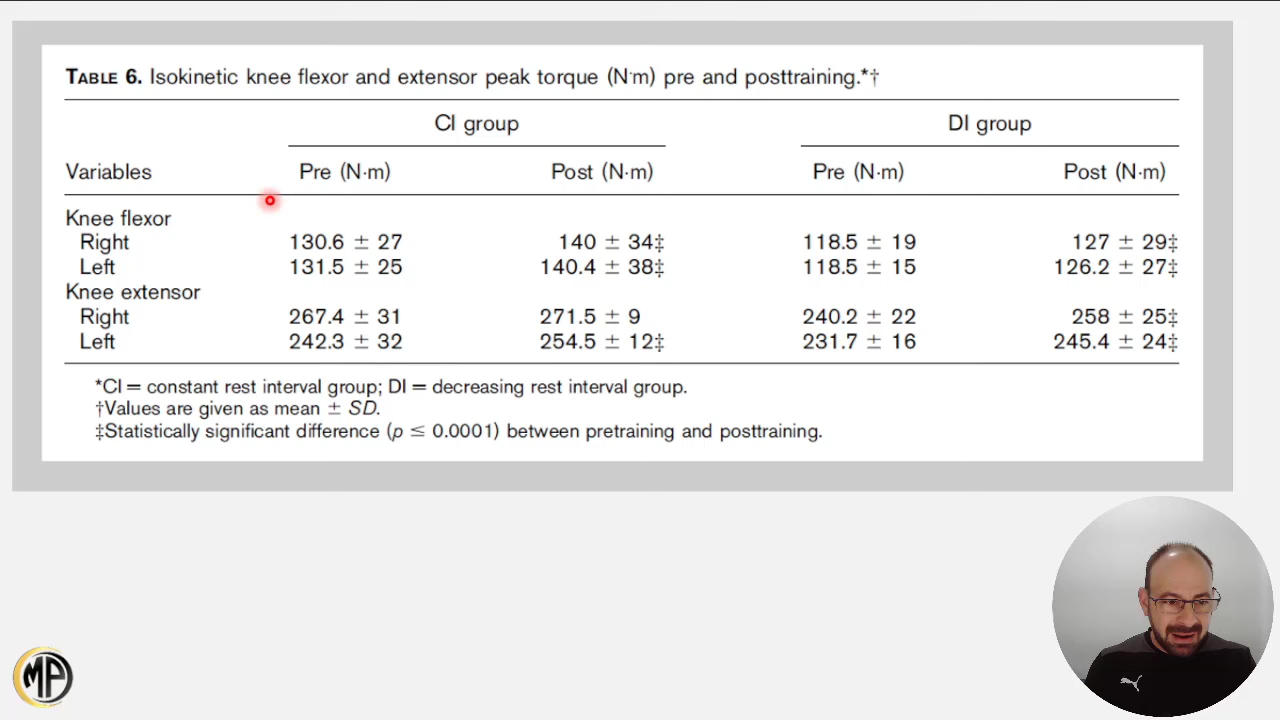 TABLE 6. Isokinetic knee flexor and extensor peak torque (N·m) pre and posttraining.*†
CI group DI group
Variables Pre (N·m) Post (N·m) Pre (N·m) Post (N·m)
Knee flexor
Right 130.6 ± 27 140 ± 34‡ 118.5 ± 19 127 ± 29‡
Left 131.5 ± 25 140.4 ± 38‡ 118.5 ± 15 126.2 ± 27‡
Knee extensor
Right 267.4 ± 31 271.5 ± 9 240.2 ± 22 258 ± 25‡
Left 242.3 ± 32 254.5 ± 12‡ 231.7 ± 16 245.4 ± 24‡
*CI = constant rest interval group; DI = decreasing rest interval group.
†Values are given as mean ± SD.
‡Statistically significant difference (p ≤ 0.0001) between pretraining and posttraining.
MP